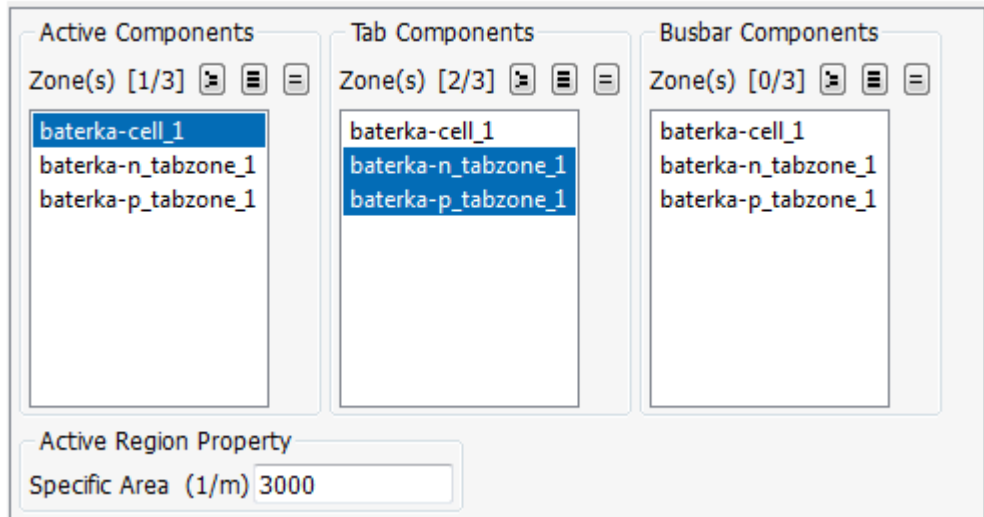 Active Components
Zone(s) [1/3]
baterka-cell_1
baterka-n_tabzone_1
baterka-p_tabzone_1
Tab Components
Zone(s) [2/3]
baterka-cell_1
baterka-n_tabzone_1
baterka-p_tabzone_1
Busbar Components
Zone(s) [0/3]
baterka-cell_1
baterka-n_tabzone_1
baterka-p_tabzone_1
Active Region Property
Specific Area (1/m) 3000